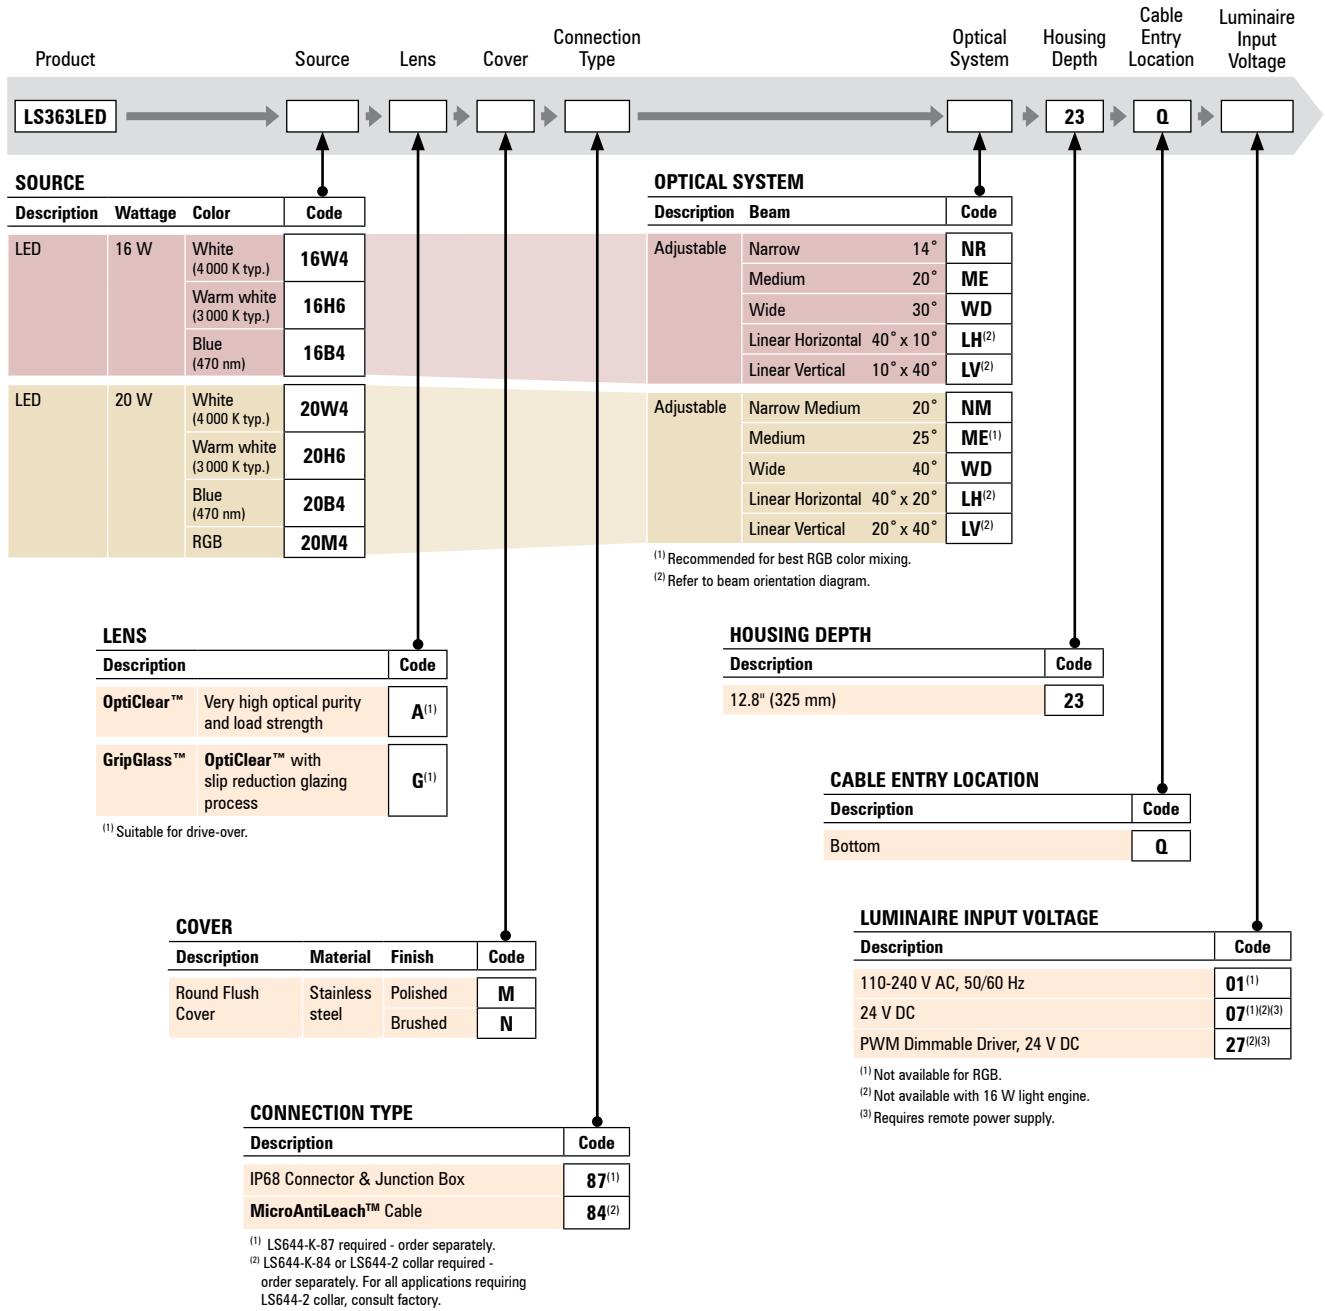 Product
Source
Lens
Cover
Connection
Type
Optical
System
Housing
Depth
Cable
Entry
Location
Luminaire
Input
Voltage
LS363LED
23
Q
SOURCE
Description Wattage Color Code
LED 16 W White
(4 000 K typ.) 16W4
Warm white
(3 000 K typ.) 16H6
Blue
(470 nm) 16B4
LED 20 W White
(4 000 K typ.) 20W4
Warm white
(3 000 K typ.) 20H6
Blue
(470 nm) 20B4
RGB 20M4
OPTICAL SYSTEM
Description Beam Code
Adjustable Narrow 14° NR
Medium 20° ME
Wide 30° WD
Linear Horizontal 40° x 10° LH(2)
Linear Vertical 10° x 40° LV(2)
Adjustable Narrow Medium 20° NM
Medium 25° ME(1)
Wide 40° WD
Linear Horizontal 40° x 20° LH(2)
Linear Vertical 20° x 40° LV(2)
(1) Recommended for best RGB color mixing.
(2) Refer to beam orientation diagram.
LENS
Description Code
OptiClear™ Very high optical purity
and load strength A(1)
GripGlass™ OptiClear™ with
slip reduction glazing
process G(1)
(1) Suitable for drive-over.
HOUSING DEPTH
Description Code
12.8" (325 mm) 23
CABLE ENTRY LOCATION
Description Code
Bottom Q
COVER
Description Material Finish Code
Round Flush
Cover Stainless
steel Polished M
Brushed N
LUMINAIRE INPUT VOLTAGE
Description Code
110-240 V AC, 50/60 Hz 01(1)
24 V DC 07(1)(2)(3)
PWM Dimmable Driver, 24 V DC 27(2)(3)
(1) Not available for RGB.
(2) Not available with 16 W light engine.
(3) Requires remote power supply.
CONNECTION TYPE
Description Code
IP68 Connector & Junction Box 87(1)
MicroAntiLeach™ Cable 84(2)
(1) LS644-K-87 required - order separately.
(2) LS644-K-84 or LS644-2 collar required -
order separately. For all applications requiring
LS644-2 collar, consult factory.